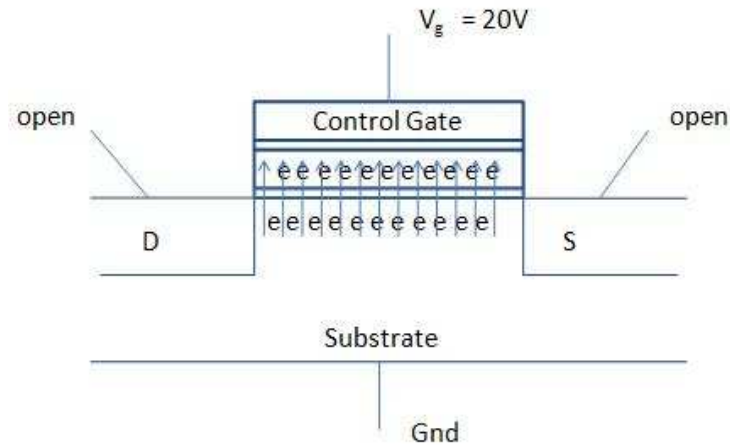 V_g = 20V
open
Control Gate
open
e e e e e e e e e e e
e e e e e e e e e e e
D
S
Substrate
Gnd